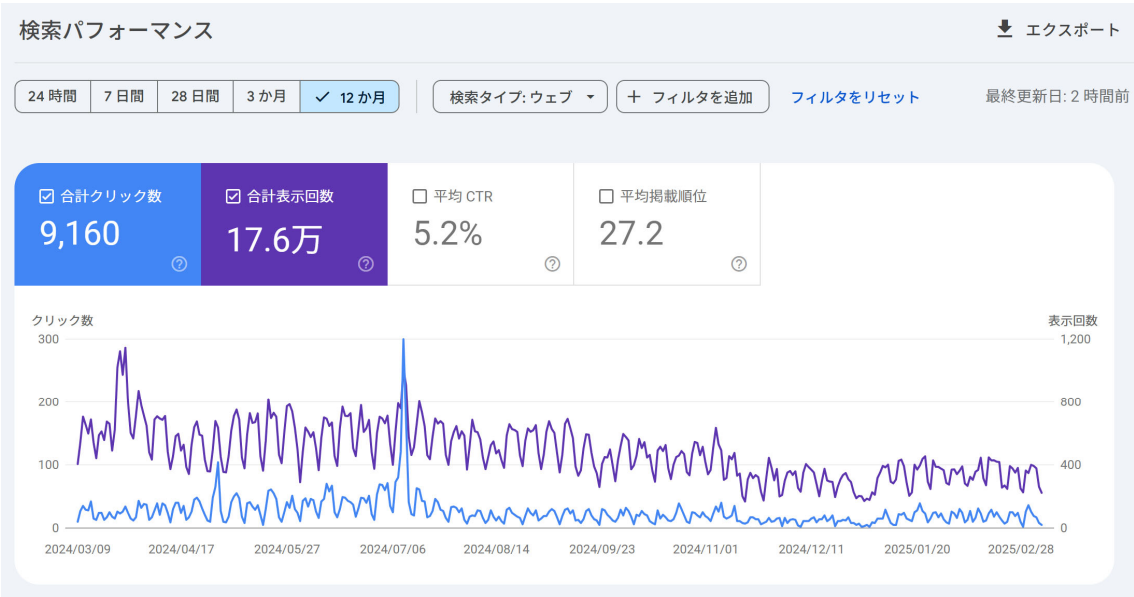 検索パフォーマンス
エクスポート
24 時間 7 日間 28 日間 3 か月 12 か月 検索タイプ: ウェブ フィルタを追加 フィルタをリセット 最終更新日: 2 時間前
合計クリック数 合計表示回数 平均 CTR 平均掲載順位
9,160 17.6万 5.2% 27.2
クリック数 表示回数
300 1,200
200 800
100 400
0 0
2024/03/09 2024/04/17 2024/05/27 2024/07/06 2024/08/14 2024/09/23 2024/11/01 2024/12/11 2025/01/20 2025/02/28